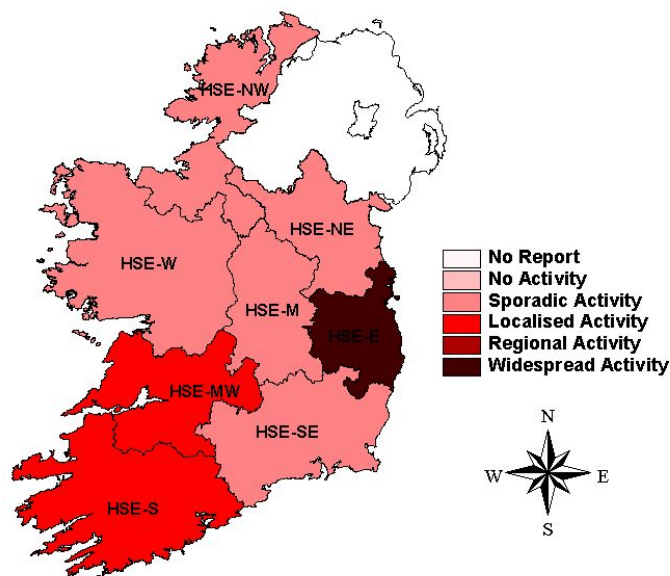 HSE-NW
HSE-NE
HSE-W
HSE-M
HSE-E
HSE-MW
HSE-SE
HSE-S
No Report
No Activity
Sporadic Activity
Localised Activity
Regional Activity
Widespread Activity
N
W E
S